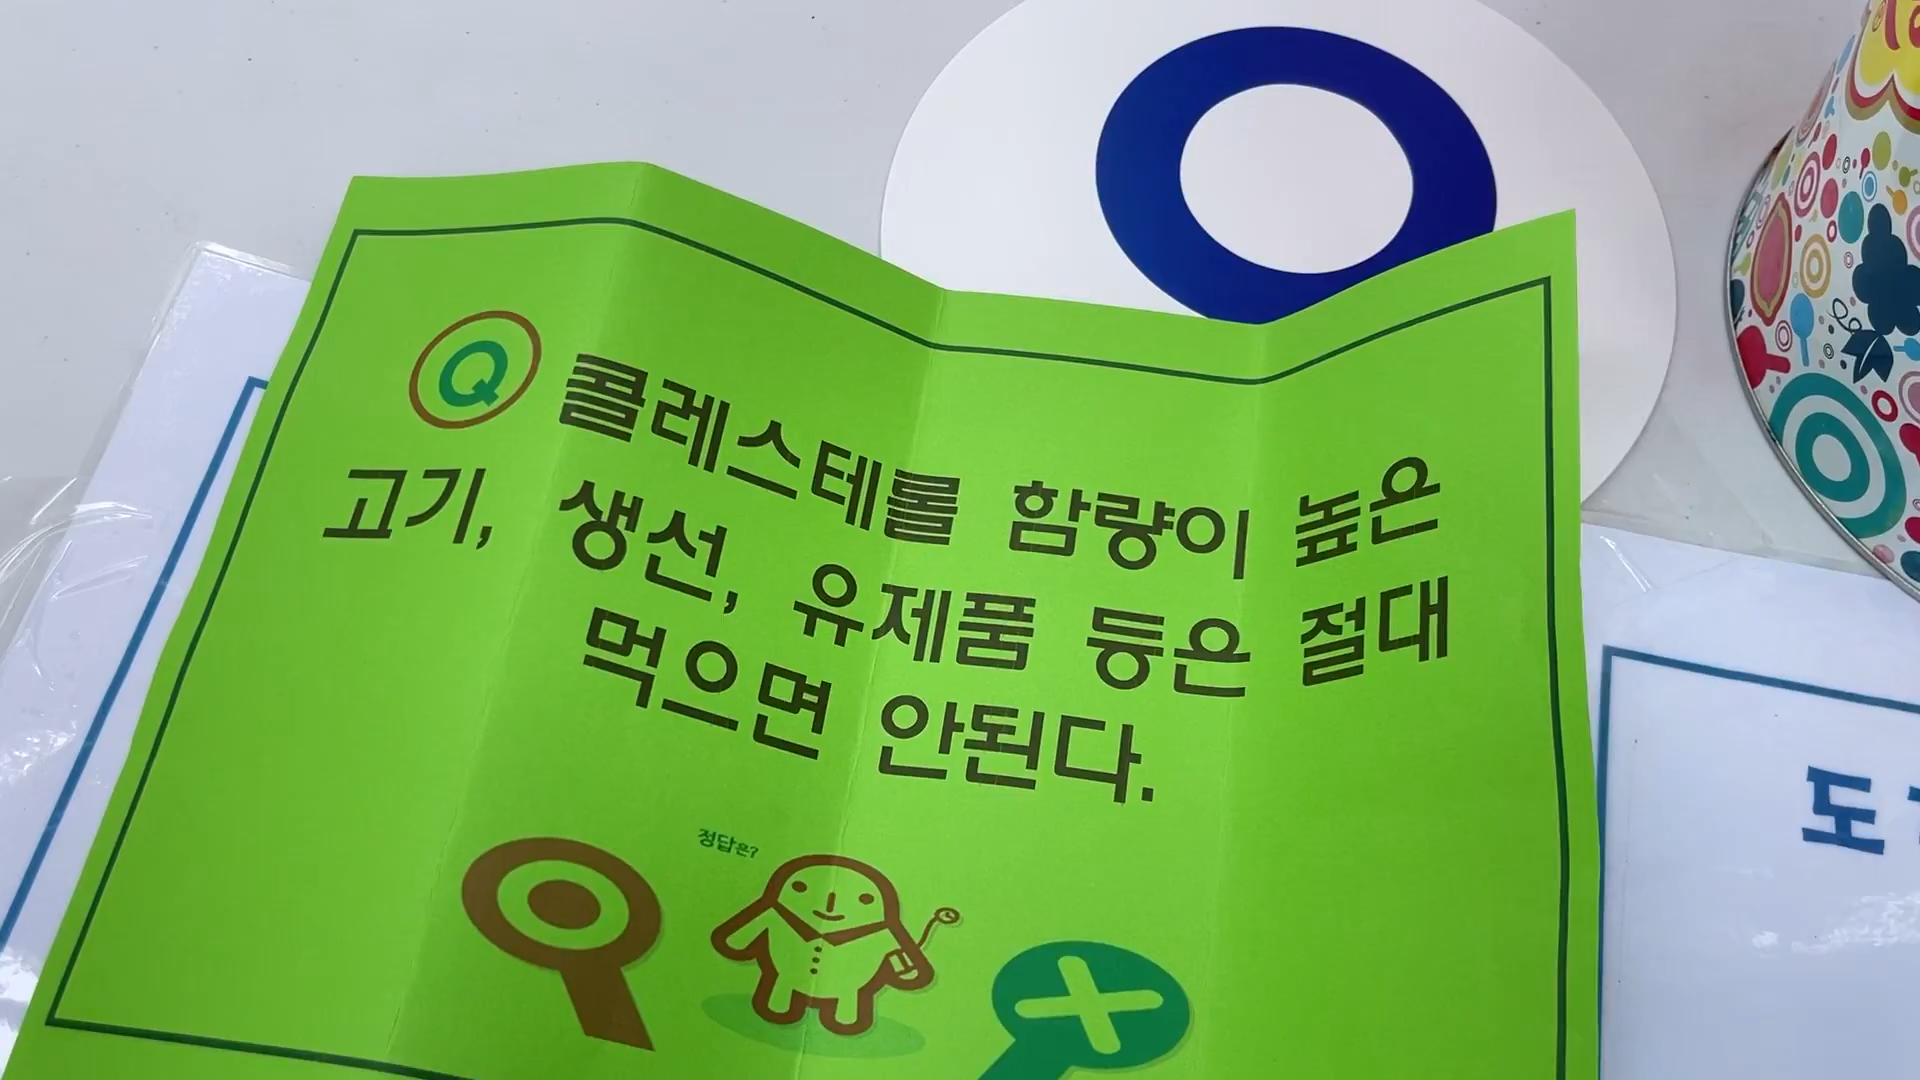 Q 콜레스테롤 함량이 높은
고기, 생선, 유제품 등은 절대
먹으면 안된다.
정답은?
도